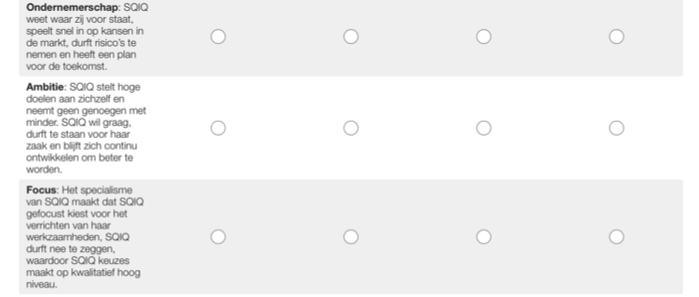 Ondernemerschap: SQIQ
weet waar zij voor staat,
speelt snel in op kansen in
de markt, durft risico's te
nemen en heeft een plan
voor de toekomst.
Ambitie: SQIQ stelt hoge
doelen aan zichzelf en
neemt geen genoegen met
minder. SQIQ wil graag,
durft te staan voor haar
zaak en blijft zich continu
ontwikkelen om beter te
worden.
Focus: Het specialisme
van SQIQ maakt dat SQIQ
gefocust kiest voor het
verrichten van haar
werkzaamheden, SQIQ
durft nee te zeggen,
waardoor SQIQ keuzes
maakt op kwalitatief hoog
niveau.